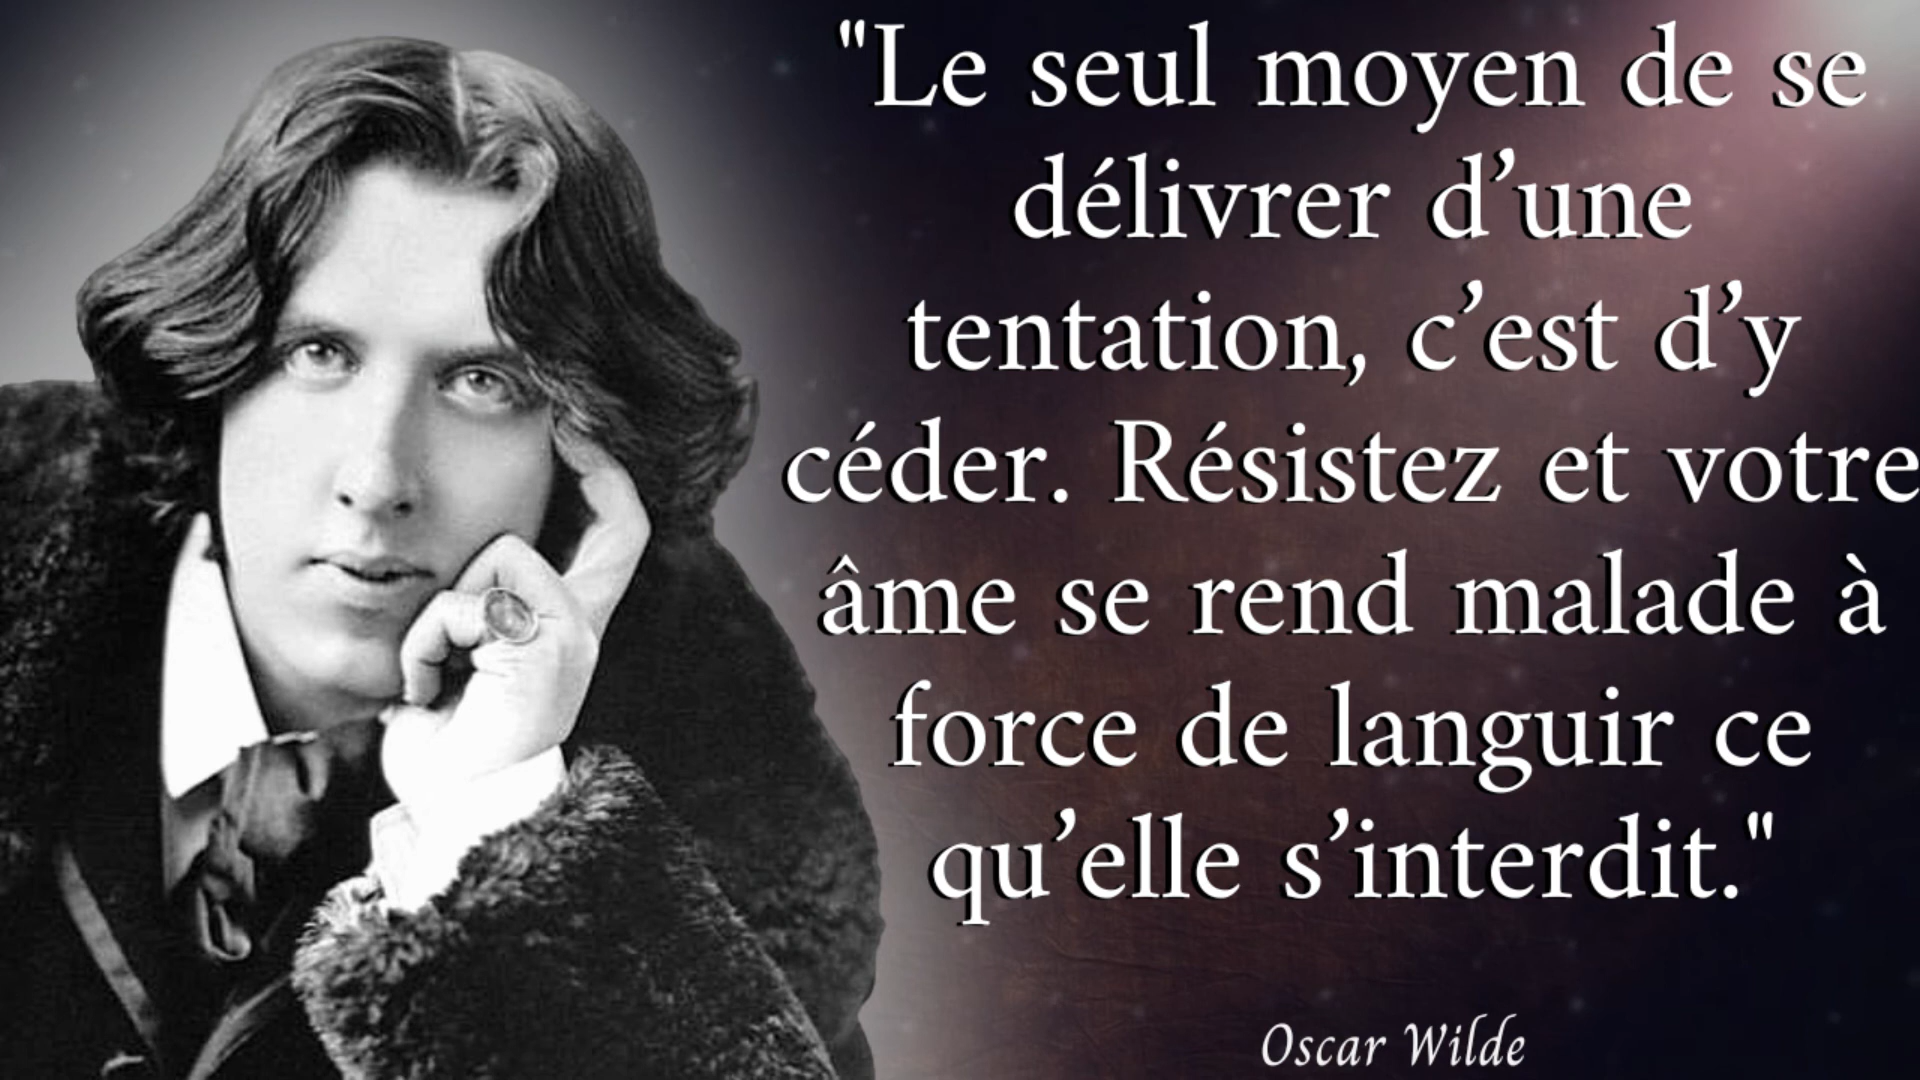 "Le seul moyen de se
délivrer d’une
tentation, c’est d’y
céder. Résistez et votre
âme se rend malade à
force de languir ce
qu’elle s’interdit."
Oscar Wilde